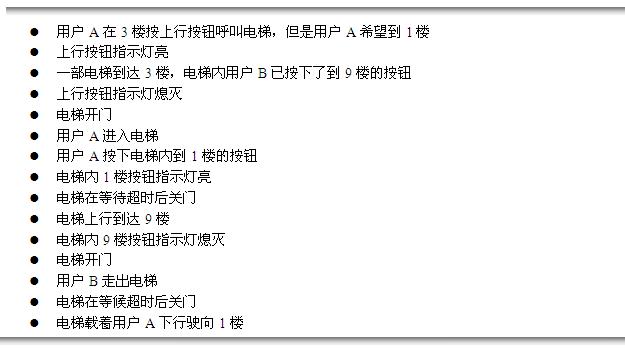 ● 用户 A 在 3 楼按上行按钮呼叫电梯，但是用户 A 希望到 1 楼
● 上行按钮指示灯亮
● 一部电梯到达 3 楼，电梯内用户 B 已按下了到 9 楼的按钮
● 上行按钮指示灯熄灭
● 电梯开门
● 用户 A 进入电梯
● 用户 A 按下电梯内到 1 楼的按钮
● 电梯内 1 楼按钮指示灯亮
● 电梯在等待超时后关门
● 电梯上行到达 9 楼
● 电梯内 9 楼按钮指示灯熄灭
● 电梯开门
● 用户 B 走出电梯
● 电梯在等候超时后关门
● 电梯载着用户 A 下行驶向 1 楼